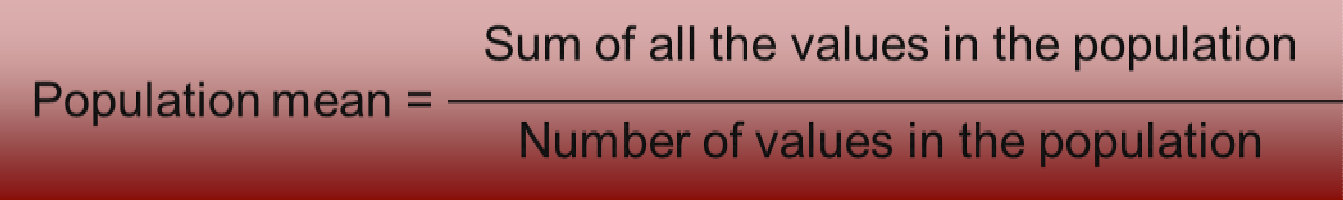 Sum of all the values in the population
Population mean =
Number of values in the population